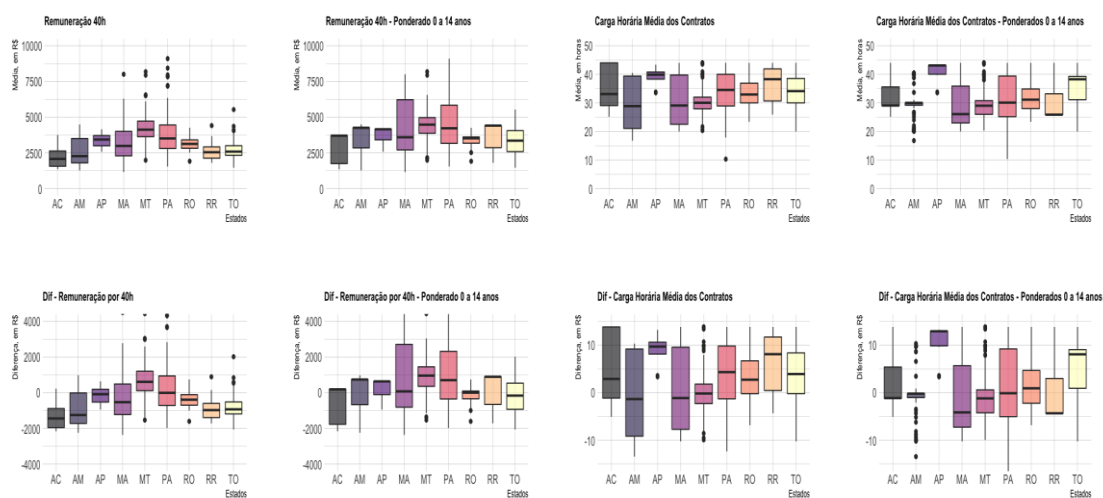 Remuneração 40h
Média, em R$
10000
7500
5000
2500
0
AC AM AP MA MT PA RO RR TO
Estados
Remuneração 40h - Ponderado 0 a 14 anos
Média, em R$
10000
7500
5000
2500
0
AC AM AP MA MT PA RO RR TO
Estados
Carga Horária Média dos Contratos
Média, em horas
50
40
30
20
10
0
AC AM AP MA MT PA RO RR TO
Estados
Carga Horária Média dos Contratos - Ponderados 0 a 14 anos
Média, em horas
50
40
30
20
10
0
AC AM AP MA MT PA RO RR TO
Estados
Dif - Remuneração por 40h
Diferença, em R$
4000
2000
0
-2000
-4000
AC AM AP MA MT PA RO RR TO
Estados
Dif - Remuneração por 40h - Ponderado 0 a 14 anos
Diferença, em R$
4000
2000
0
-2000
-4000
AC AM AP MA MT PA RO RR TO
Estados
Dif - Carga Horária Média dos Contratos
Diferença, em R$
10
0
-10
AC AM AP MA MT PA RO RR TO
Estados
Dif - Carga Horária Média dos Contratos - Ponderados 0 a 14 anos
Diferença, em R$
10
0
-10
AC AM AP MA MT PA RO RR TO
Estados